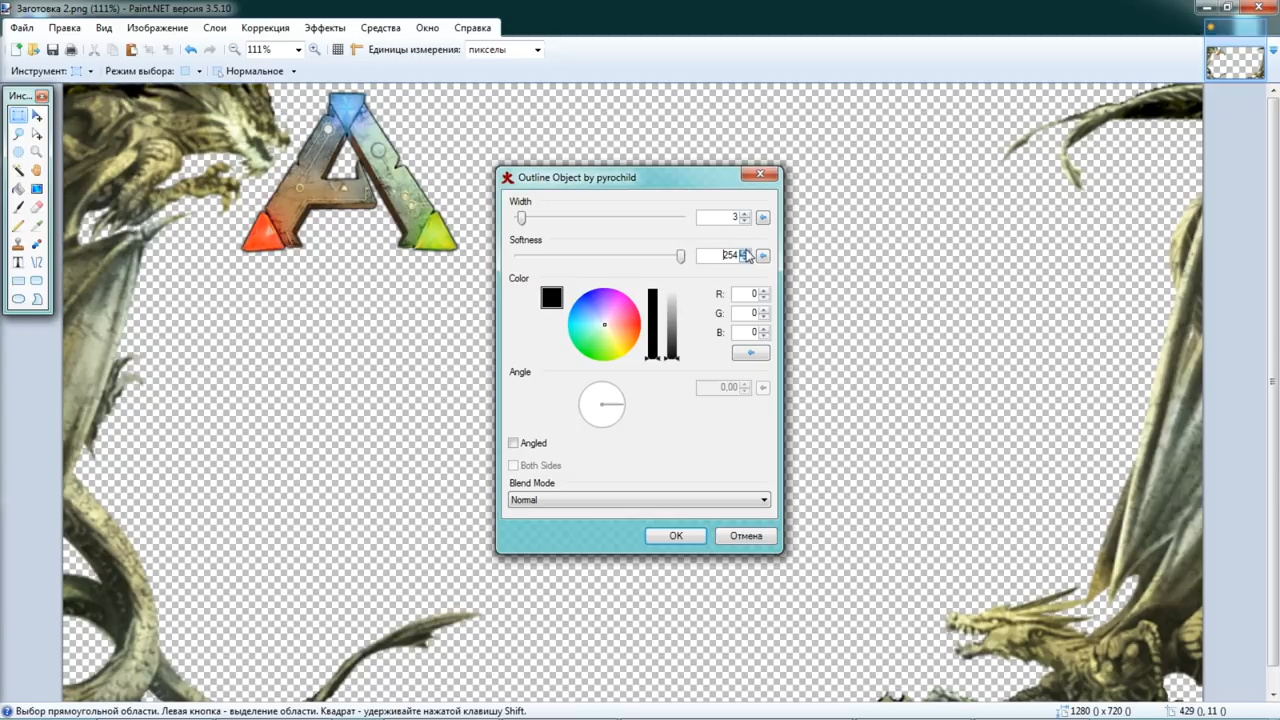 Заготовка 2.png (111%) - Paint.NET версия 3.5.10
Файл Правка Вид Изображение Слои Коррекция Эффекты Средства Окно Справка
111% Единицы измерения: пикселы
Инструмент: Режим выбора: Нормальное
Инс...
A
Outline Object by pyrochild
Width
3
Softness
254
Color
R: 0
G: 0
B: 0
Angle
0,00
Angled
Both Sides
Blend Mode
Normal
OK Отмена
Выбор прямоугольной области. Левая кнопка - выделение области. Квадрат - удерживайте нажатой клавишу Shift. 1280 () x 720 () 429 (), 11 ()